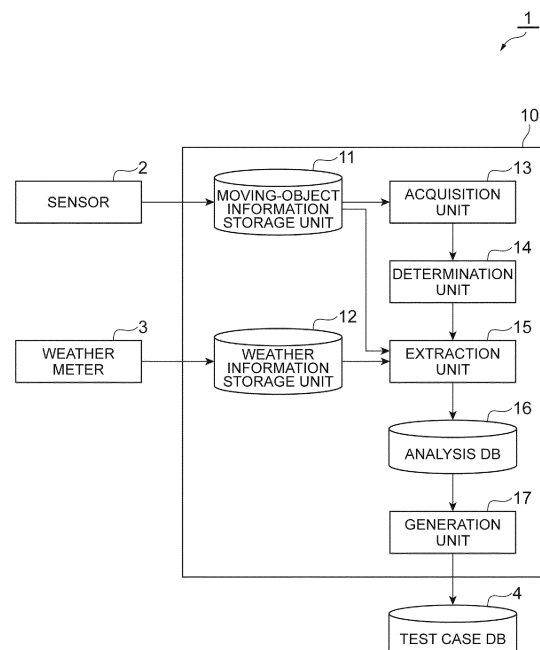 1
10
11
13
2
SENSOR
MOVING-OBJECT
INFORMATION
STORAGE UNIT
ACQUISITION
UNIT
14
DETERMINATION
UNIT
3
12
15
WEATHER
METER
WEATHER
INFORMATION
STORAGE UNIT
EXTRACTION
UNIT
16
ANALYSIS DB
17
GENERATION
UNIT
4
TEST CASE DB